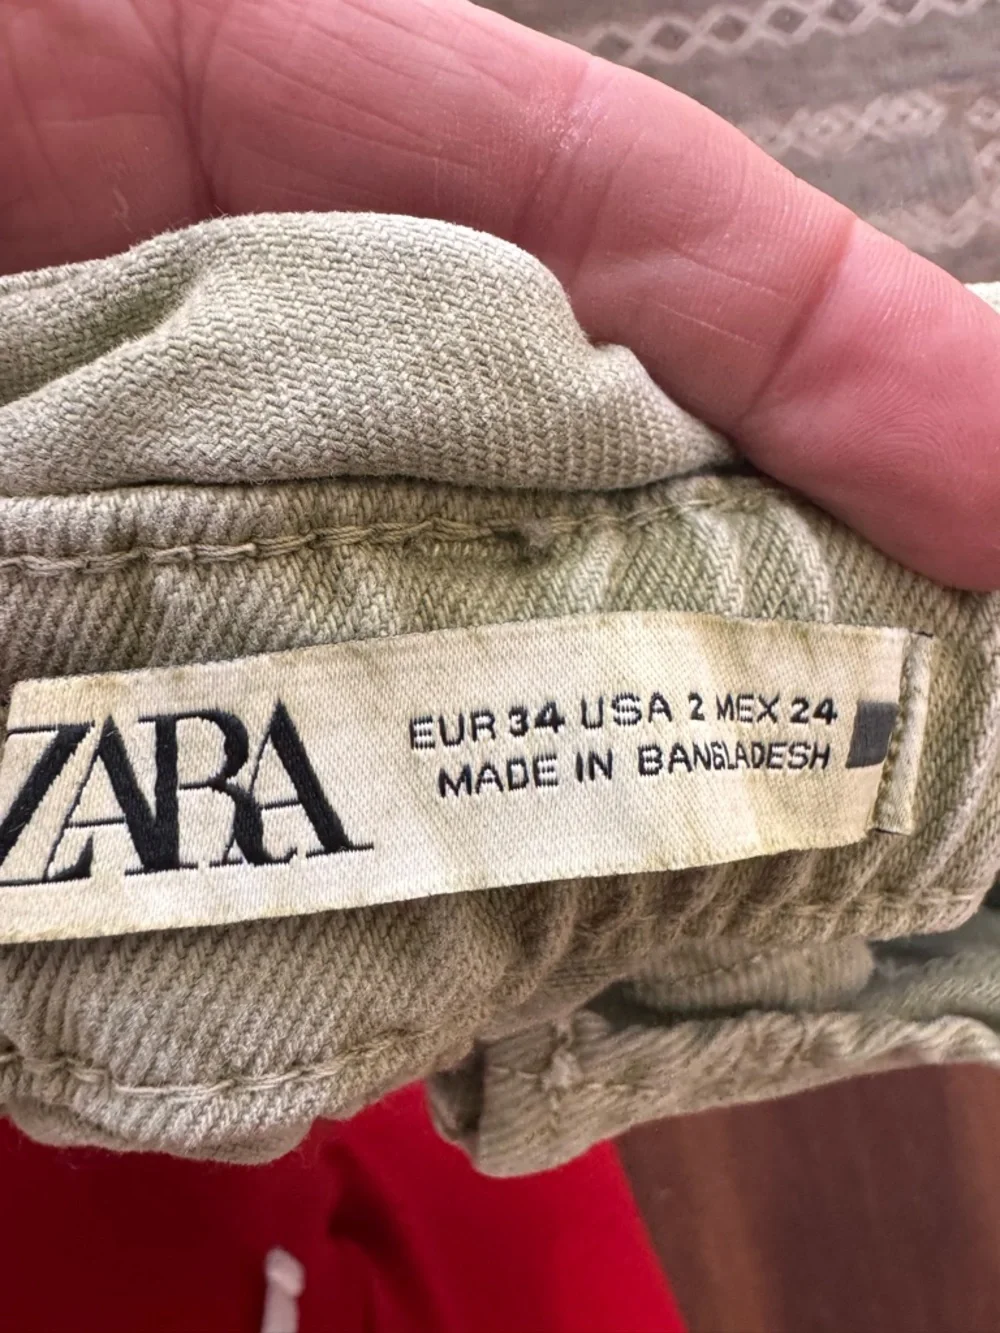 ZARA
EUR 34 USA 2 MEX 24
MADE IN BANGLADESH